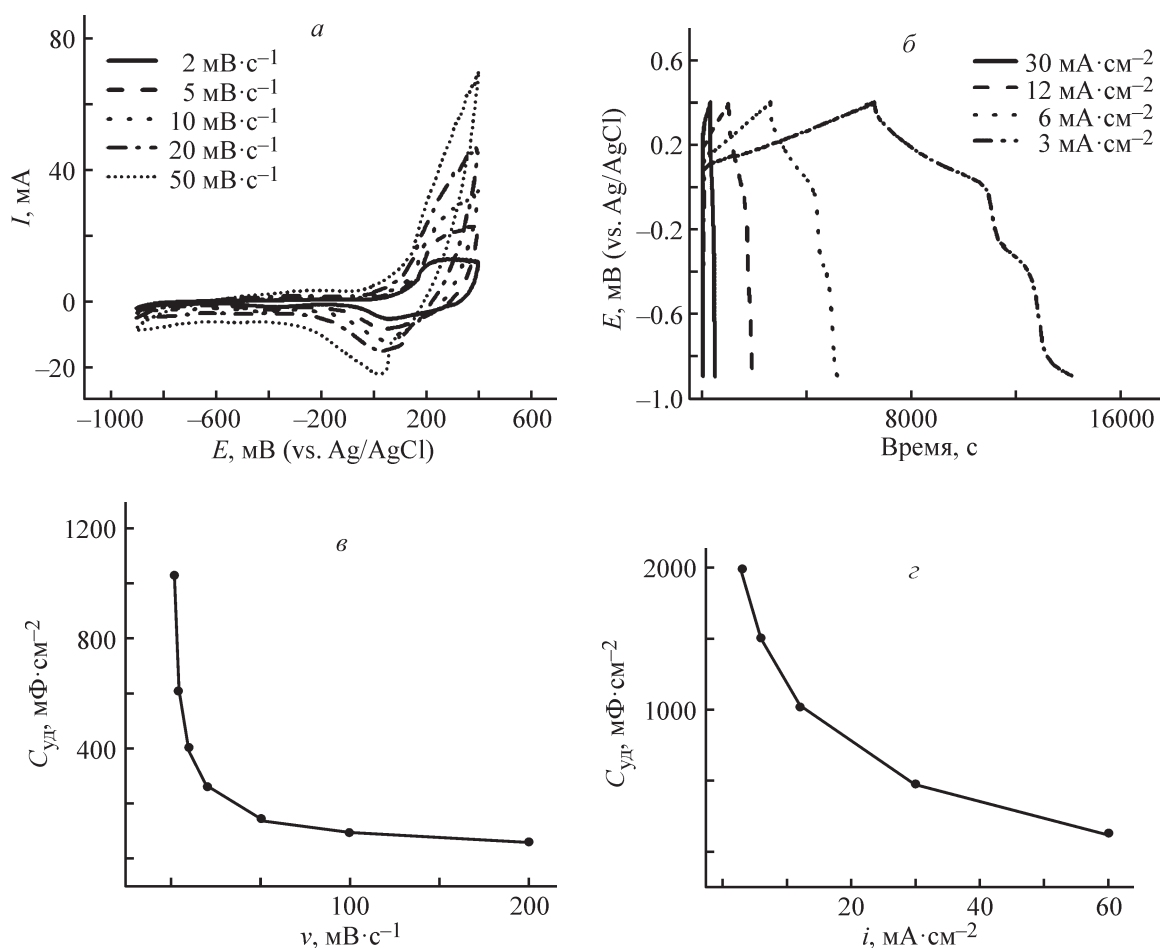 а
80
40
0
–20
I, мА
2 мВ·с–1
5 мВ·с–1
10 мВ·с–1
20 мВ·с–1
50 мВ·с–1
–1000
–600
–200
200
600
E, мВ (vs. Ag/AgCl)
б
0.6
0.2
–0.2
–0.6
–1.0
E, мВ (vs. Ag/AgCl)
30 мА·см–2
12 мА·см–2
6 мА·см–2
3 мА·см–2
8000
16000
Время, с
в
1200
800
400
Cуд, мФ·см–2
100
200
v, мВ·с–1
г
2000
1000
Cуд, мФ·см–2
20
40
60
i, мА·см–2